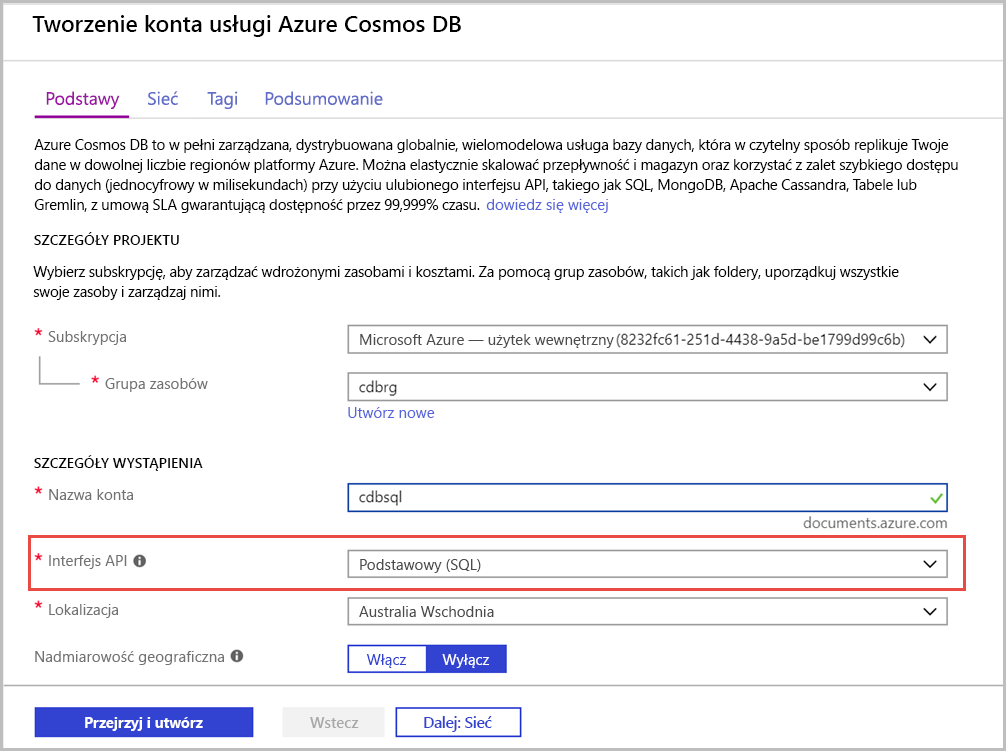 Tworzenie konta usługi Azure Cosmos DB
Podstawy Sieć Tagi Podsumowanie
Azure Cosmos DB to w pełni zarządzana, dystrybuowana globalnie, wielomodelowa usługa bazy danych, która w czytelny sposób replikuje Twoje
dane w dowolnej liczbie regionów platformy Azure. Można elastycznie skalować przepływność i magazyn oraz korzystać z zalet szybkiego dostępu
do danych (jednocyfrowy w milisekundach) przy użyciu ulubionego interfejsu API, takiego jak SQL, MongoDB, Apache Cassandra, Tabele lub
Gremlin, z umową SLA gwarantującą dostępność przez 99,999% czasu. dowiedz się więcej
SZCZEGÓŁY PROJEKTU
Wybierz subskrypcję, aby zarządzać wdrożonymi zasobami i kosztami. Za pomocą grup zasobów, takich jak foldery, uporządkuj wszystkie
swoje zasoby i zarządzaj nimi.
* Subskrypcja Microsoft Azure — użytek wewnętrzny (8232fc61-251d-4438-9a5d-be1799d99c6b)
* Grupa zasobów cdbrg
Utwórz nowe
SZCZEGÓŁY WYSTĄPIENIA
* Nazwa konta cdbsql
documents.azure.com
* Interfejs API Podstawowy (SQL)
* Lokalizacja Australia Wschodnia
Nadmiarowość geograficzna Włącz Wyłącz
Przejrzyj i utwórz Wstecz Dalej: Sieć